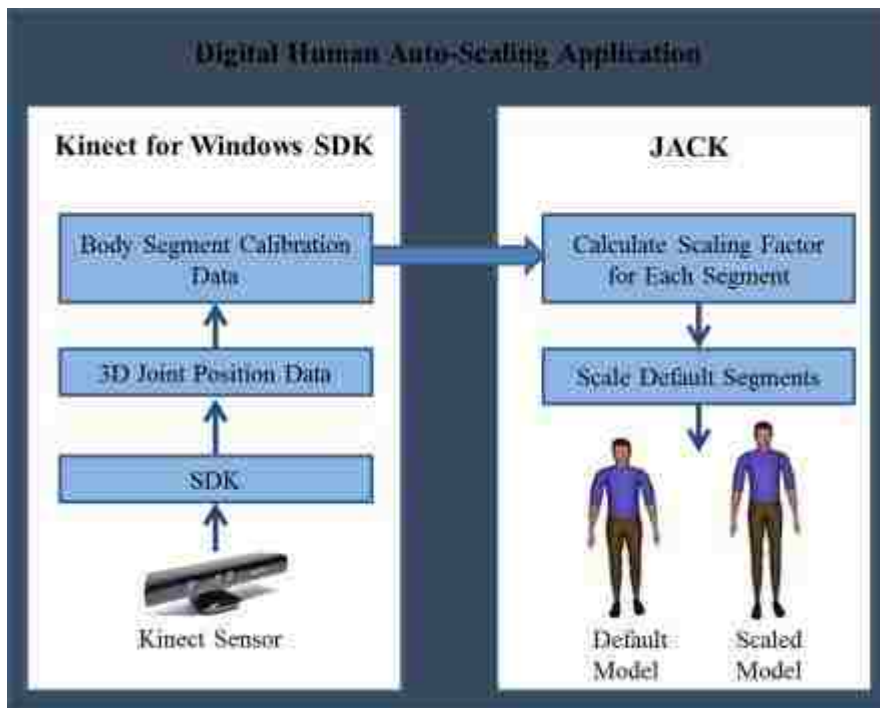 Digital Human Auto-Scaling Application
Kinect for Windows SDK
Body Segment Calibration
Data
3D Joint Position Data
SDK
Kinect Sensor
JACK
Calculate Scaling Factor
for Each Segment
Scale Default Segments
Default
Model
Scaled
Model